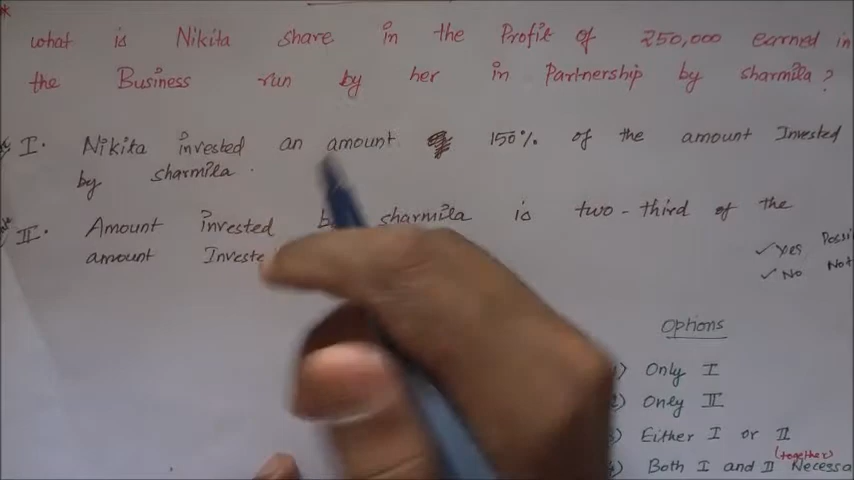 what is Nikita share in the Profit of 250,000 earned in
the Business run by her in Partnership by sharmila?
I. Nikita invested an amount 150% of the amount Invested
by sharmila.
II. Amount invested sharmila is two-third of the
amount
✓ Yes
✓ No Not
Options
Only I
Only II
Either I or II
(together)
Both I and II